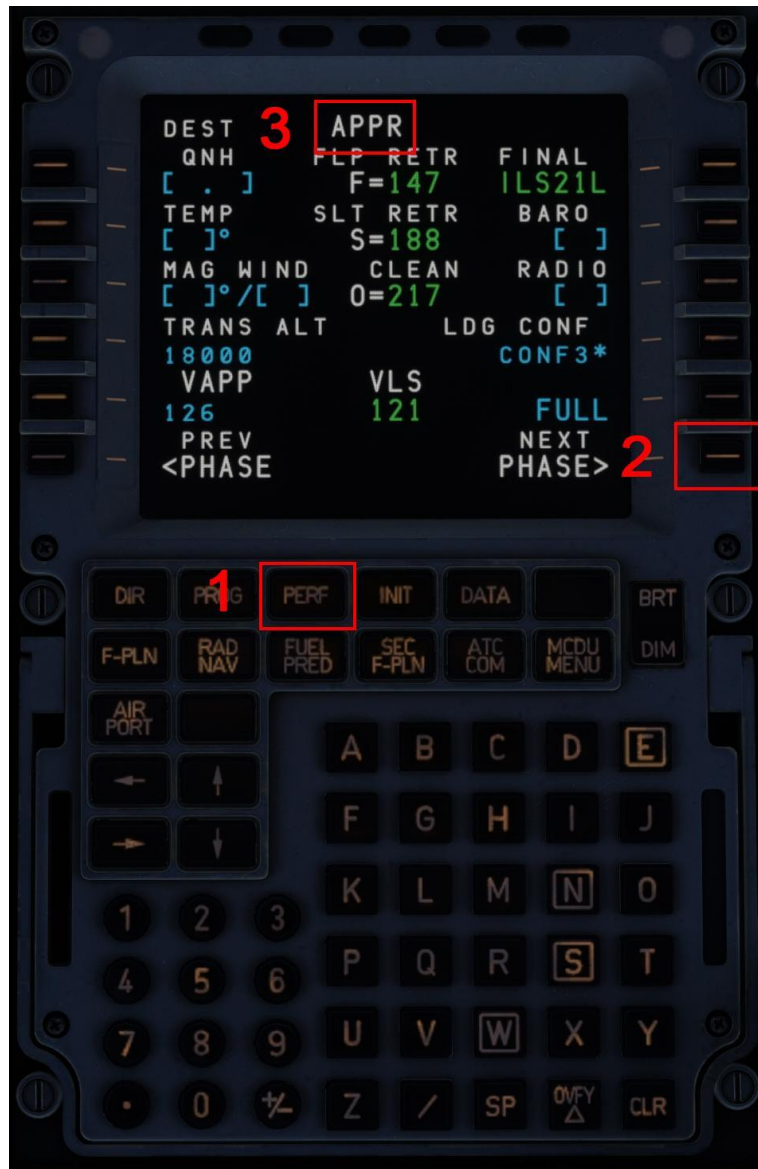 3 APPR
DEST
QNH FLP RETR FINAL
[ . ] F=147 ILS21L
TEMP SLT RETR BARO
[ ]° S=188 [ ]
MAG WIND CLEAN RADIO
[ ]°/[ ] O=217 [ ]
TRANS ALT LDG CONF
18000 CONF3*
VAPP VLS
126 121 FULL
PREV NEXT
<PHASE PHASE> 2
1
DIR PROG PERF INIT DATA BRT
F-PLN RAD NAV FUEL PRED SEC F-PLN ATC COM MCDU MENU DIM
AIR PORT
← ↑
→ ↓
A B C D E
F G H I J
K L M N O
1 2 3
P Q R S T
4 5 6
U V W X Y
7 8 9
Z / SP OVFY △ CLR
. 0 +/-